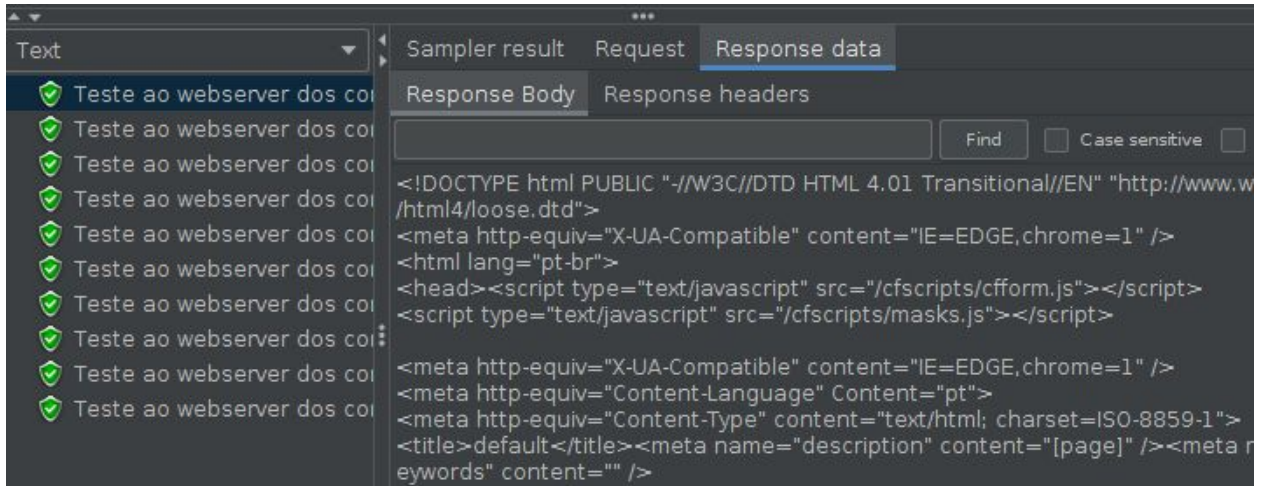 Text
Sampler result Request Response data
Teste ao webserver dos co
Response Body Response headers
Teste ao webserver dos co
Find Case sensitive
Teste ao webserver dos co
<!DOCTYPE html PUBLIC "-//W3C//DTD HTML 4.01 Transitional//EN" "http://www.w
Teste ao webserver dos co
/html4/loose.dtd">
Teste ao webserver dos co
<meta http-equiv="X-UA-Compatible" content="IE=EDGE,chrome=1" />
<html lang="pt-br">
Teste ao webserver dos co
<head><script type="text/javascript" src="/cfscripts/cfform.js"></script>
Teste ao webserver dos co
<script type="text/javascript" src="/cfscripts/masks.js"></script>
Teste ao webserver dos co
Teste ao webserver dos co
<meta http-equiv="X-UA-Compatible" content="IE=EDGE,chrome=1" />
<meta http-equiv="Content-Language" Content="pt">
Teste ao webserver dos co
<meta http-equiv="Content-Type" content="text/html; charset=ISO-8859-1">
<title>default</title><meta name="description" content="[page]" /><meta
eywords" content="" />